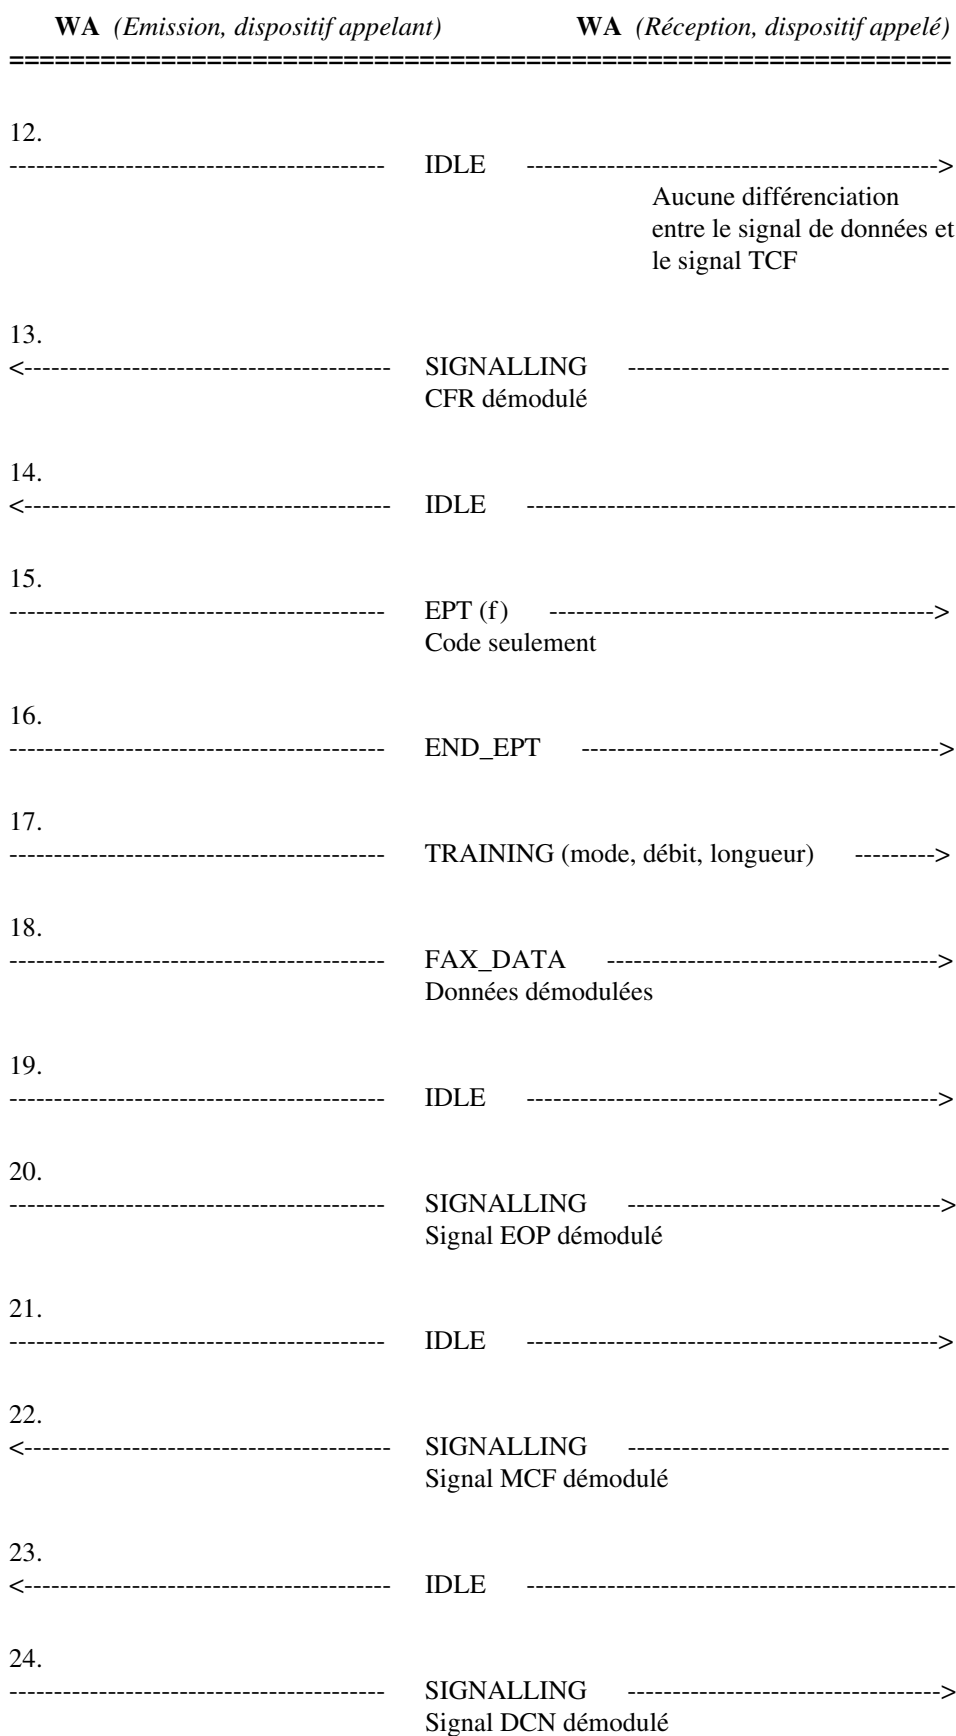 WA (Emission, dispositif appelant) WA (Réception, dispositif appelé)
==============================================================
12.
------------------------------------------ IDLE ---------------------------------------------->
Aucune différenciation
entre le signal de données et
le signal TCF
13.
<----------------------------------------- SIGNALLING ------------------------------------
CFR démodulé
14.
<----------------------------------------- IDLE ------------------------------------------------
15.
------------------------------------------ EPT (f) ------------------------------------------->
Code seulement
16.
------------------------------------------ END_EPT ---------------------------------------->
17.
------------------------------------------ TRAINING (mode, débit, longueur) --------->
18.
------------------------------------------ FAX_DATA ------------------------------------->
Données démodulées
19.
------------------------------------------ IDLE ---------------------------------------------->
20.
------------------------------------------ SIGNALLING ----------------------------------->
Signal EOP démodulé
21.
------------------------------------------ IDLE ---------------------------------------------->
22.
<----------------------------------------- SIGNALLING ------------------------------------
Signal MCF démodulé
23.
<----------------------------------------- IDLE ------------------------------------------------
24.
------------------------------------------ SIGNALLING ----------------------------------->
Signal DCN démodulé